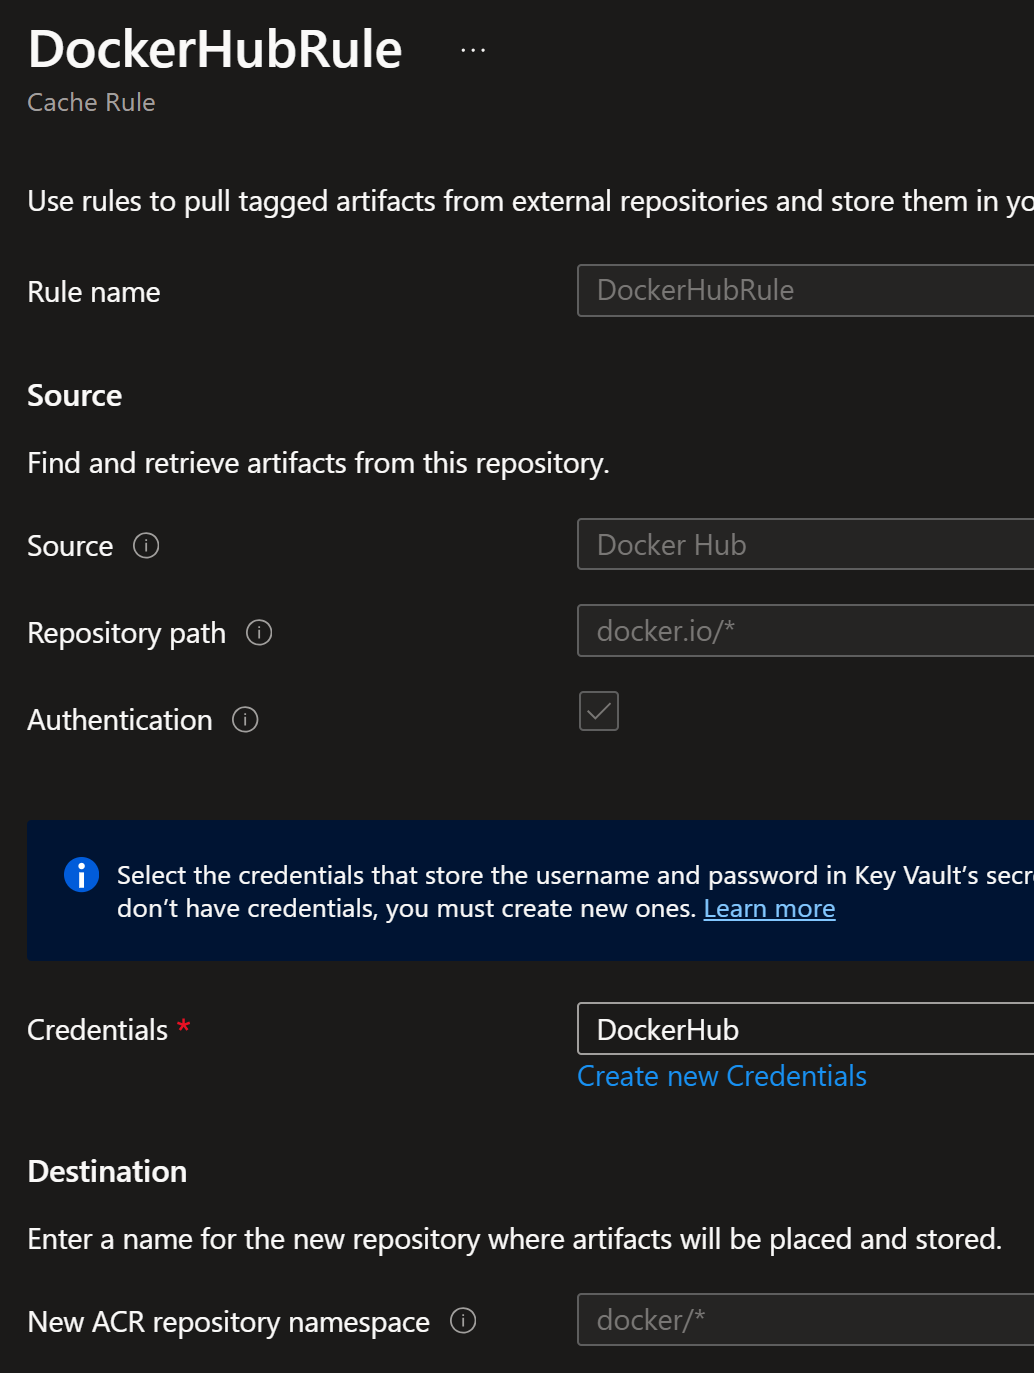 DockerHubRule ...
Cache Rule
Use rules to pull tagged artifacts from external repositories and store them in yo
Rule name
DockerHubRule
Source
Find and retrieve artifacts from this repository.
Source
Docker Hub
Repository path
docker.io/*
Authentication
Select the credentials that store the username and password in Key Vault’s secr
don’t have credentials, you must create new ones. Learn more
Credentials *
DockerHub
Create new Credentials
Destination
Enter a name for the new repository where artifacts will be placed and stored.
New ACR repository namespace
docker/*